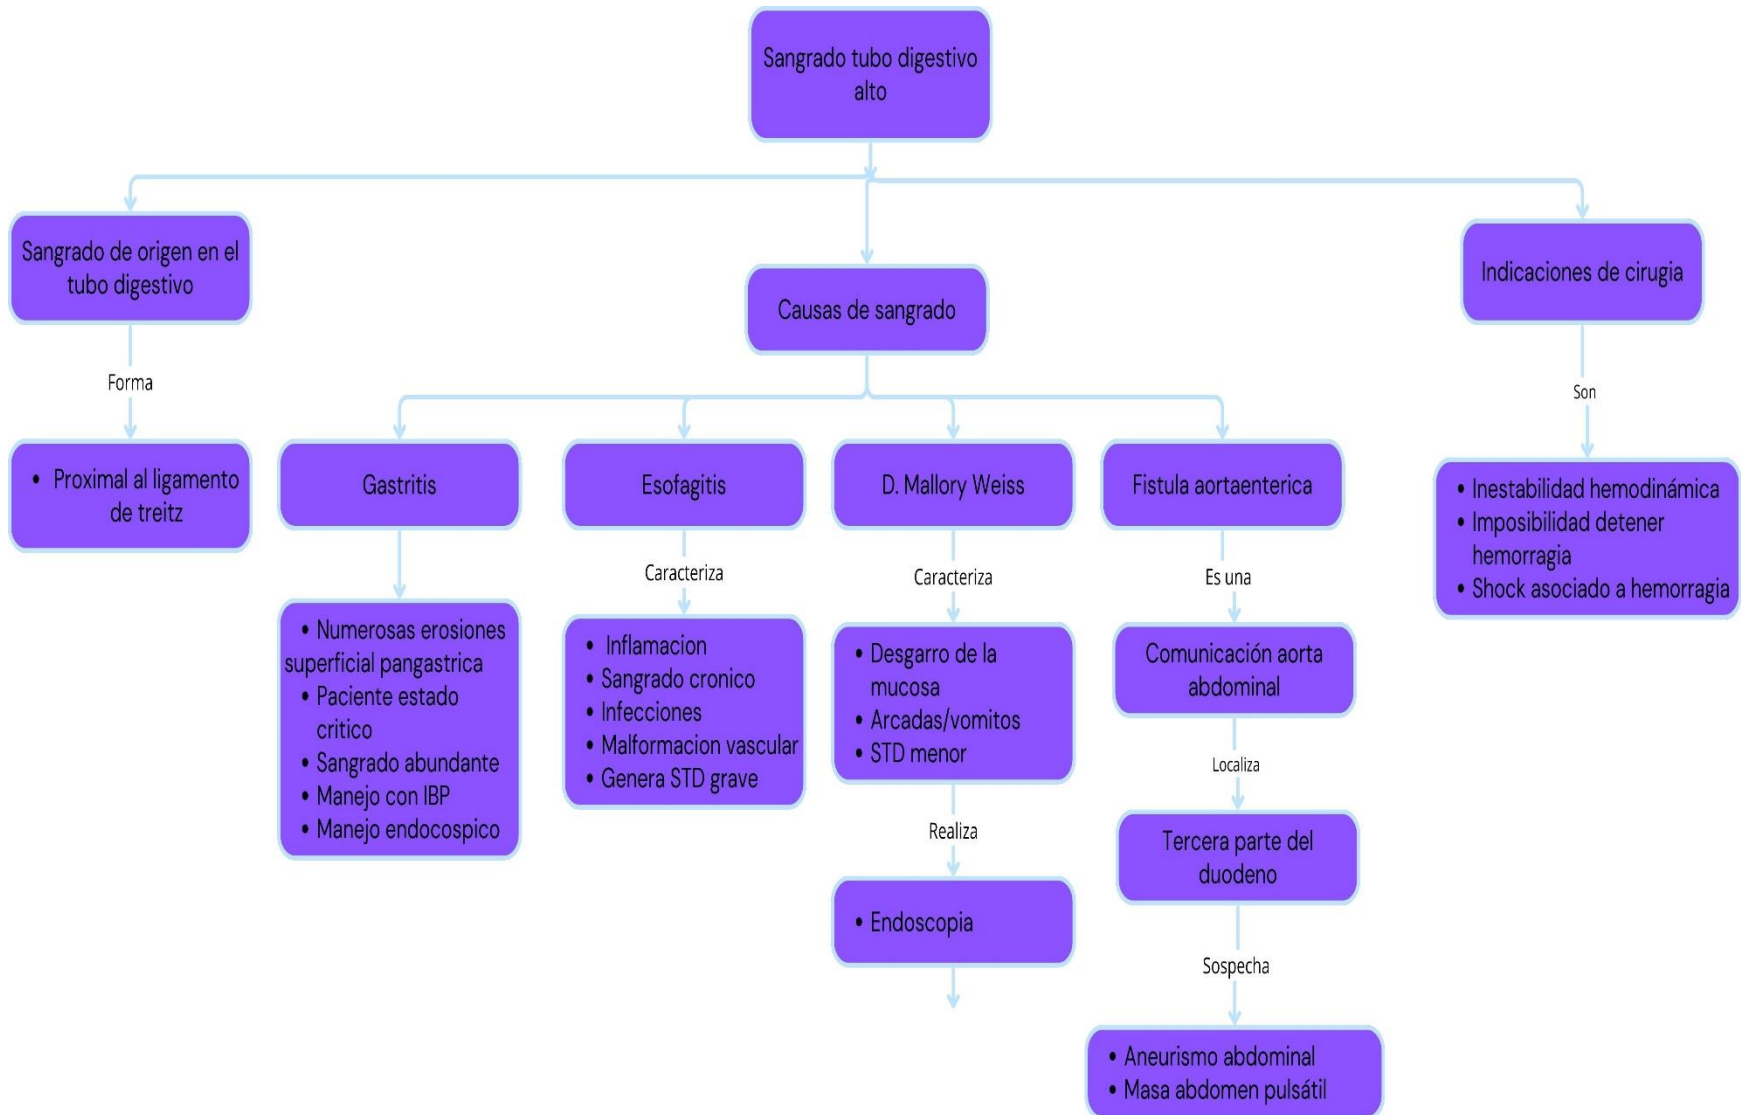 Sangrado tubo digestivo
alto
Sangrado de origen en el
tubo digestivo
Causas de sangrado
Indicaciones de cirugia
Forma
Son
• Proximal al ligamento
de treitz
Gastritis
Esofagitis
D. Mallory Weiss
Fistula aortaenterica
• Inestabilidad hemodinámica
• Imposibilidad detener
hemorragia
• Shock asociado a hemorragia
Caracteriza
Caracteriza
Es una
• Numerosas erosiones
superficial pangastrica
• Paciente estado
critico
• Sangrado abundante
• Manejo con IBP
• Manejo endocospico
• Inflamacion
• Sangrado cronico
• Infecciones
• Malformacion vascular
• Genera STD grave
• Desgarro de la
mucosa
• Arcadas/vomitos
• STD menor
Comunicación aorta
abdominal
Localiza
Realiza
Tercera parte del
duodeno
• Endoscopia
Sospecha
• Aneurismo abdominal
• Masa abdomen pulsátil